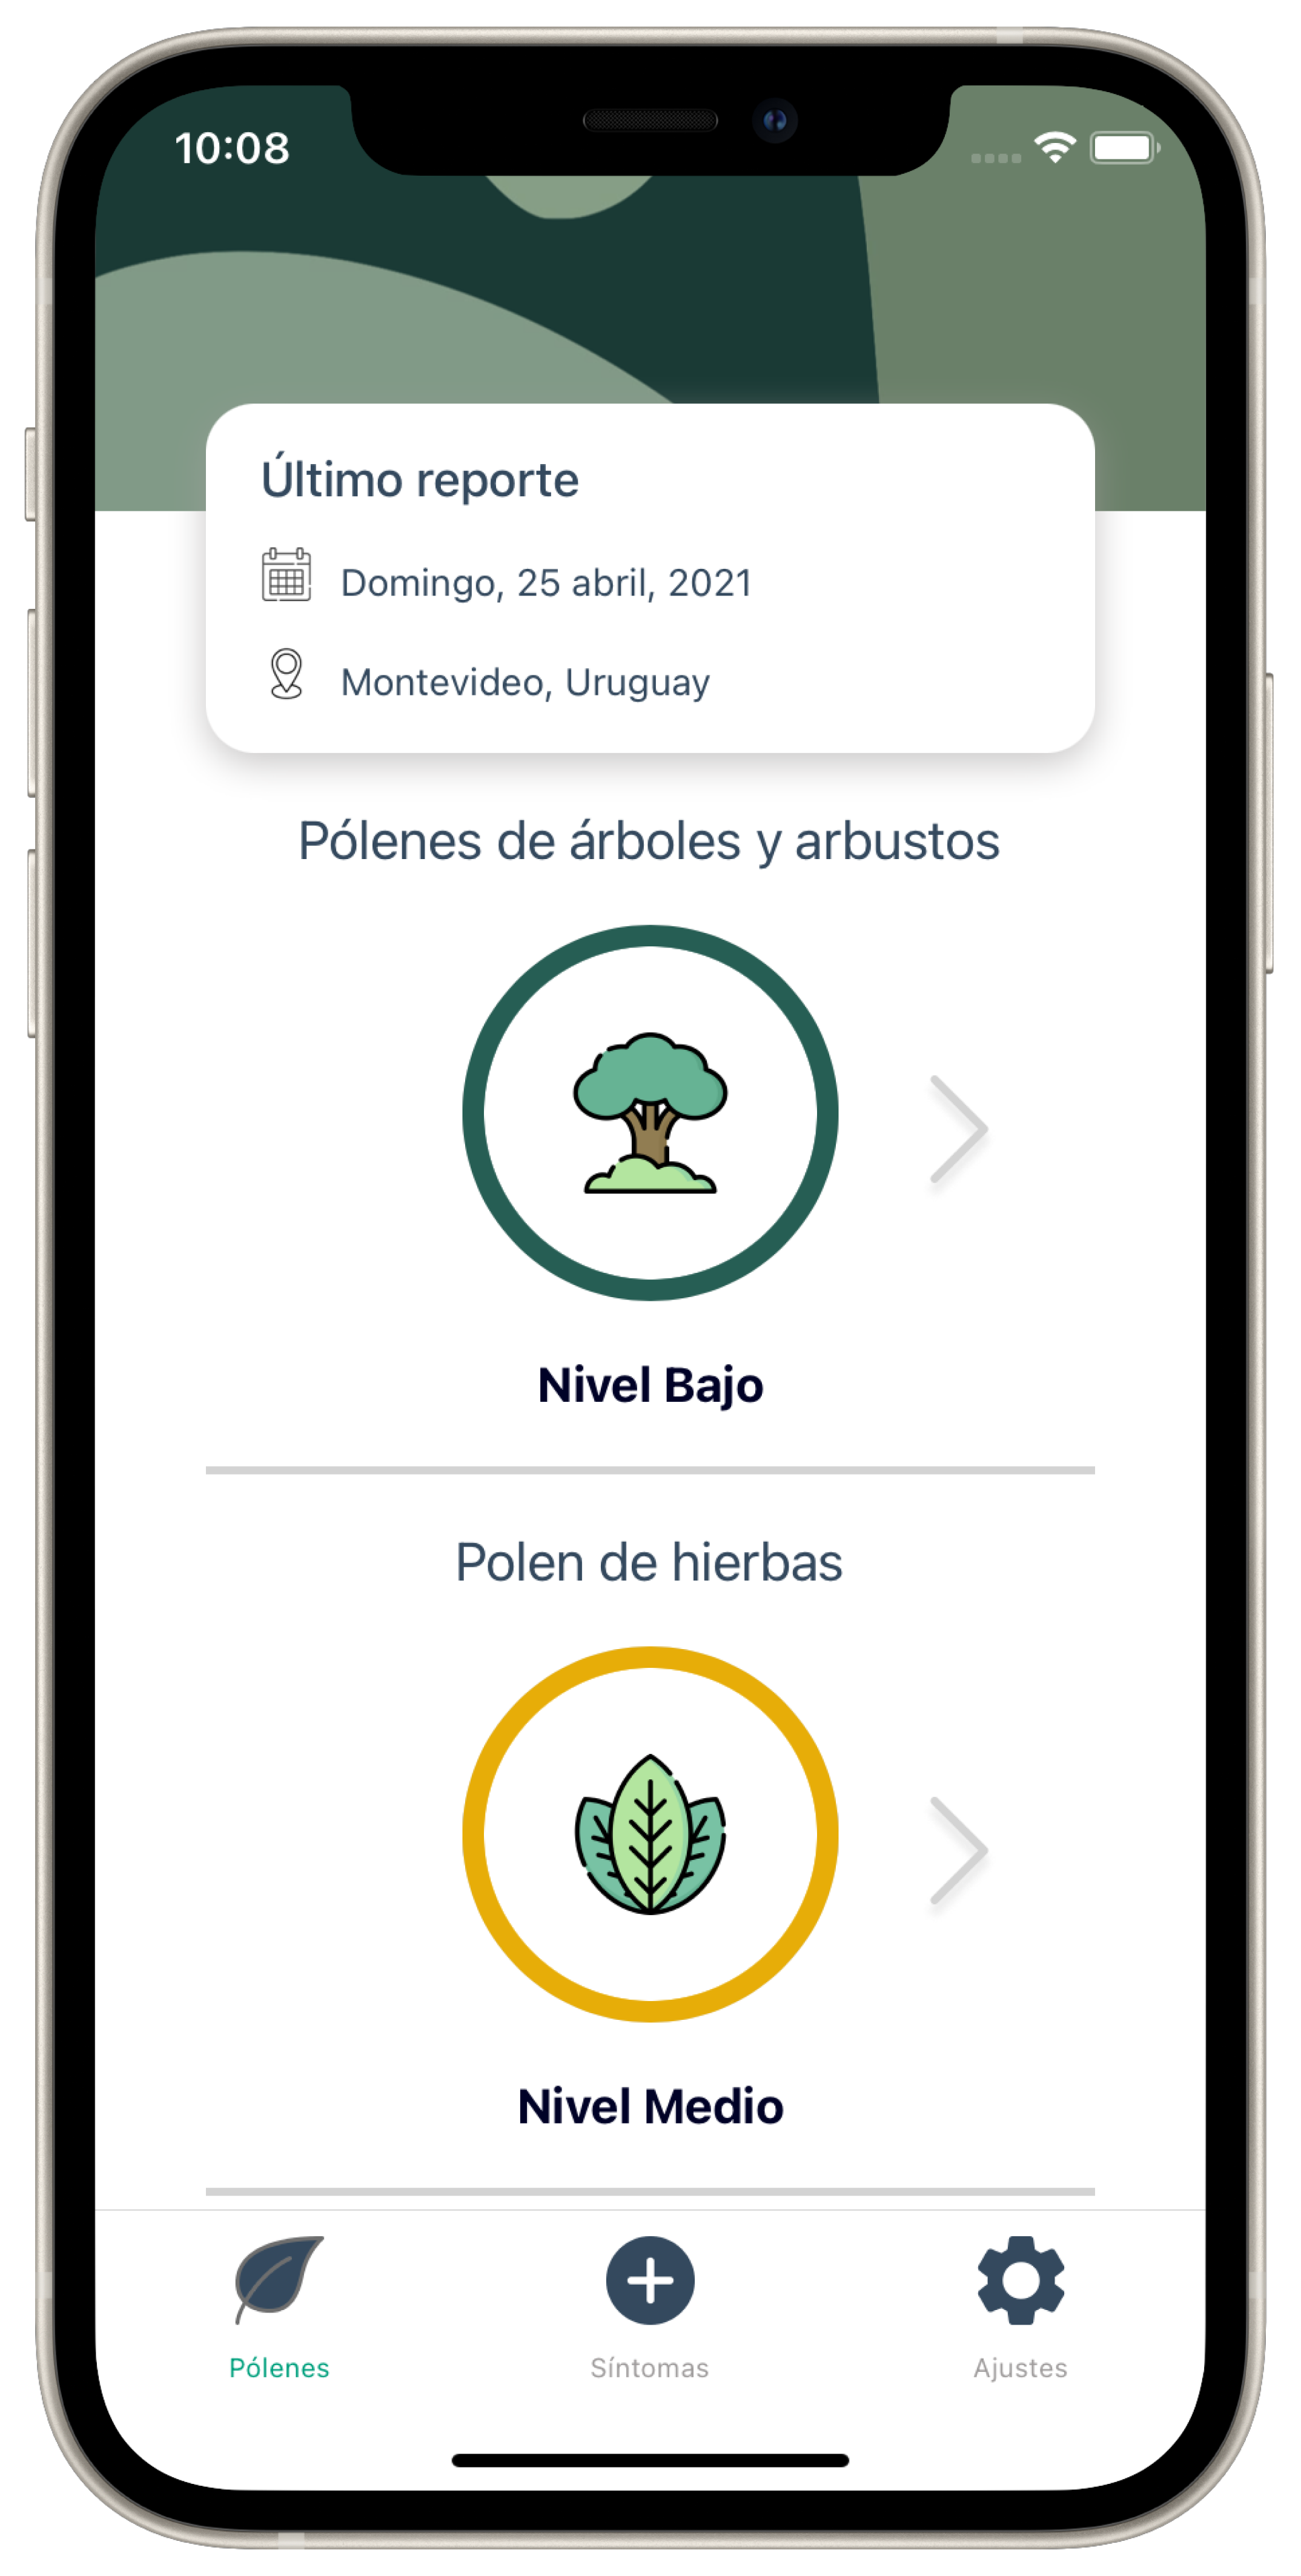 10:08
Último reporte
Domingo, 25 abril, 2021
Montevideo, Uruguay
Pólenes de árboles y arbustos
Nivel Bajo
Polen de hierbas
Nivel Medio
Pólenes
Síntomas
Ajustes